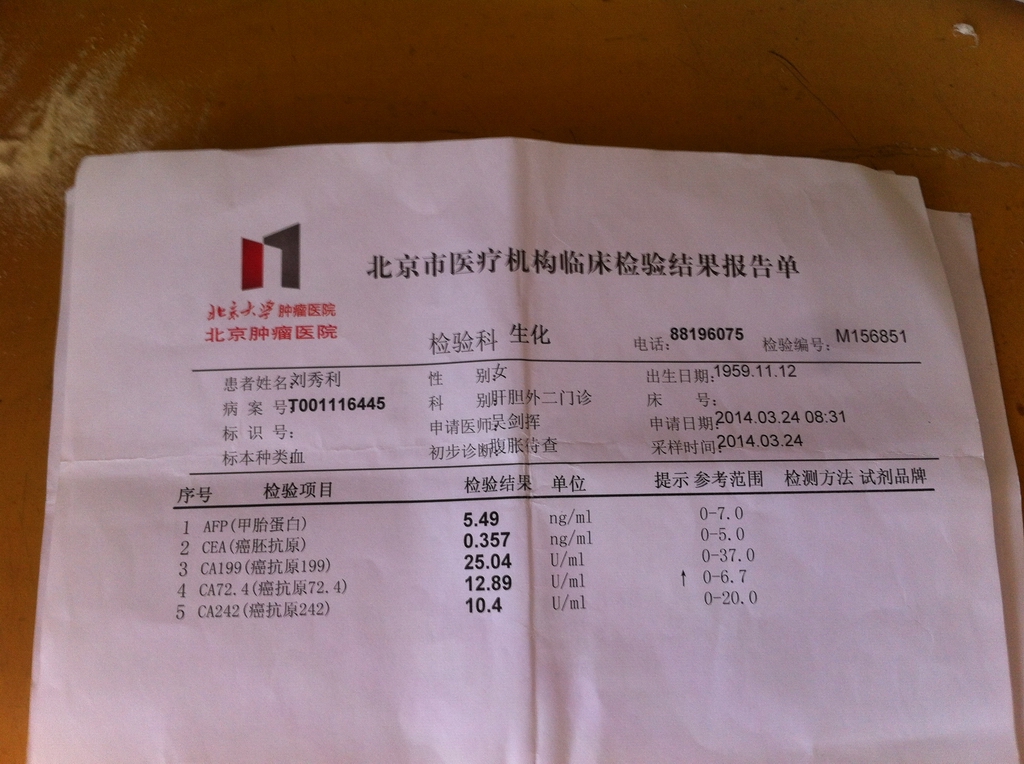 北京市医疗机构临床检验结果报告单
北京大学肿瘤医院
北京肿瘤医院
检验科 生化 电话:88196075 检验编号:M156851
患者姓名:刘秀利 性 别:女 出生日期:1959.11.12
病 案 号:T001116445 科 别:肝胆外二门诊 床 号:
标 识 号: 申请医师:吴剑挥 申请日期:2014.03.24 08:31
标本种类:血 初步诊断:腹胀待查 采样时间:2014.03.24
序号 检验项目 检验结果 单位 提示 参考范围 检测方法 试剂品牌
1 AFP(甲胎蛋白) 5.49 ng/ml 0-7.0
2 CEA(癌胚抗原) 0.357 ng/ml 0-5.0
3 CA199(癌抗原199) 25.04 U/ml 0-37.0
4 CA72.4(癌抗原72.4) 12.89 U/ml ↑ 0-6.7
5 CA242(癌抗原242) 10.4 U/ml 0-20.0